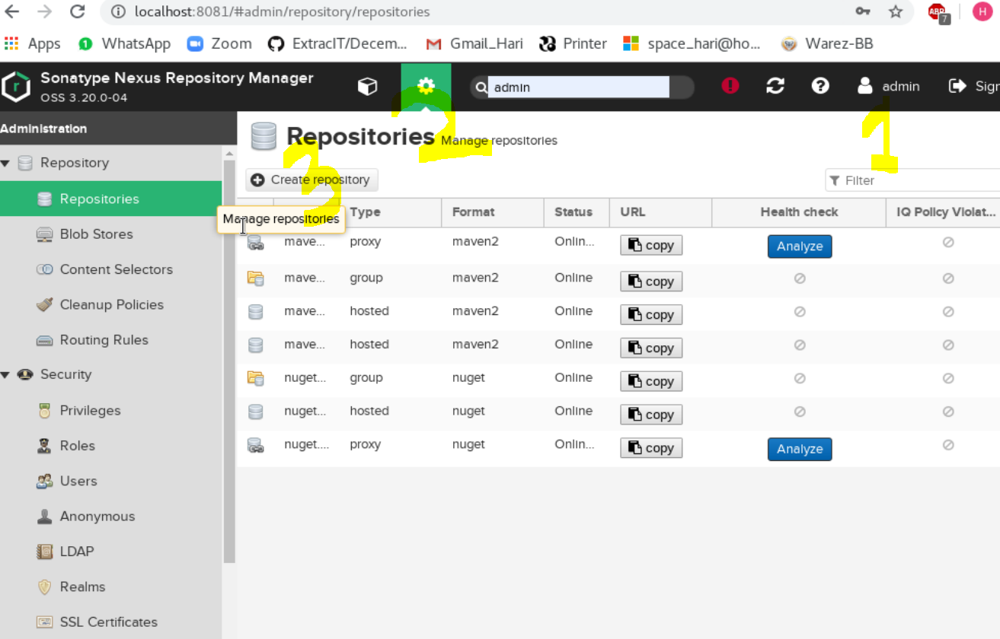 localhost:8081/#admin/repository/repositories
ABP 7 H
Apps WhatsApp Zoom ExtracIT/Decem... Gmail_Hari Printer space_hari@ho... Warez-BB
Sonatype Nexus Repository Manager
OSS 3.20.0-04
admin
admin
Sign
Administration
2
1
3
Repositories Manage repositories
Repository
Create repository
Filter
Repositories
Manage repositories
Type Format Status URL Health check IQ Policy Violat...
mave... proxy maven2 Onlin... copy Analyze
Blob Stores
mave... group maven2 Online copy
Content Selectors
mave... hosted maven2 Online copy
Cleanup Policies
mave... hosted maven2 Online copy
Routing Rules
nuget... group nuget Online copy
Security
nuget... hosted nuget Online copy
Privileges
nuget.... proxy nuget Onlin... copy Analyze
Roles
Users
Anonymous
LDAP
Realms
SSL Certificates